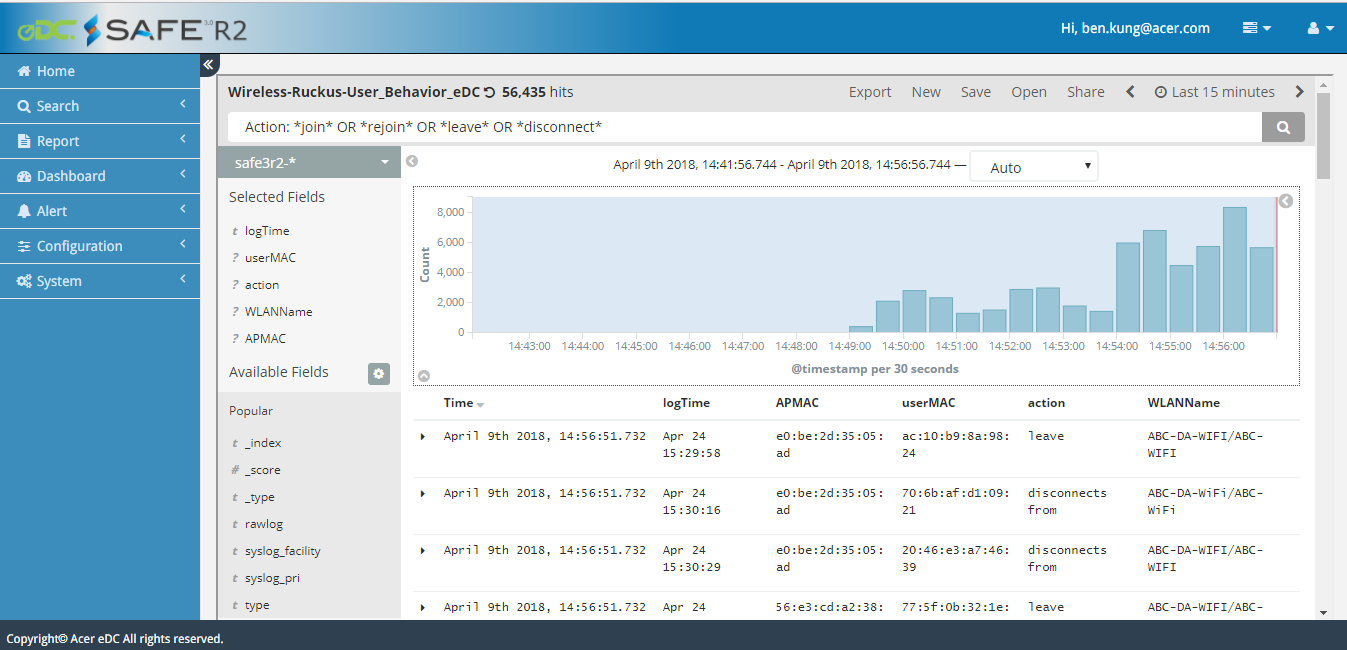 eDC SAFE 3.0 R2
Hi, ben.kung@acer.com
Home
Search
Report
Dashboard
Alert
Configuration
System
Wireless-Rukus-User_Behavior_eDC 56,435 hits
Export New Save Open Share Last 15 minutes
Action: *join* OR *rejoin* OR *leave* OR *disconnect*
safe3r2-*
Selected Fields
t logTime
? userMAC
? action
? WLANName
? APMAC
Available Fields
Popular
t _index
# _score
t _type
t rawlog
t syslog_facility
t syslog_pri
t type
April 9th 2018, 14:41:56.744 - April 9th 2018, 14:56:56.744 — Auto
Count
8,000
6,000
4,000
2,000
0
14:43:00 14:44:00 14:45:00 14:46:00 14:47:00 14:48:00 14:49:00 14:50:00 14:51:00 14:52:00 14:53:00 14:54:00 14:55:00 14:56:00
@timestamp per 30 seconds
Time logTime APMAC userMAC action WLANName
April 9th 2018, 14:56:51.732 Apr 24 e0:be:2d:35:05: ac:10:b9:8a:98: leave ABC-DA-WIFI/ABC-
15:29:58 ad 24 WIFI
April 9th 2018, 14:56:51.732 Apr 24 e0:be:2d:35:05: 70:6b:af:d1:09: disconnects ABC-DA-WiFi/ABC-
15:30:16 ad 21 from WiFi
April 9th 2018, 14:56:51.732 Apr 24 e0:be:2d:35:05: 20:46:e3:a7:46: disconnects ABC-DA-WIFI/ABC-
15:30:29 ad 39 from WIFI
April 9th 2018, 14:56:51.732 Apr 24 56:e3:cd:a2:38: 77:5f:0b:32:1e: leave ABC-DA-WIFI/ABC-
Copyright© Acer eDC All rights reserved.